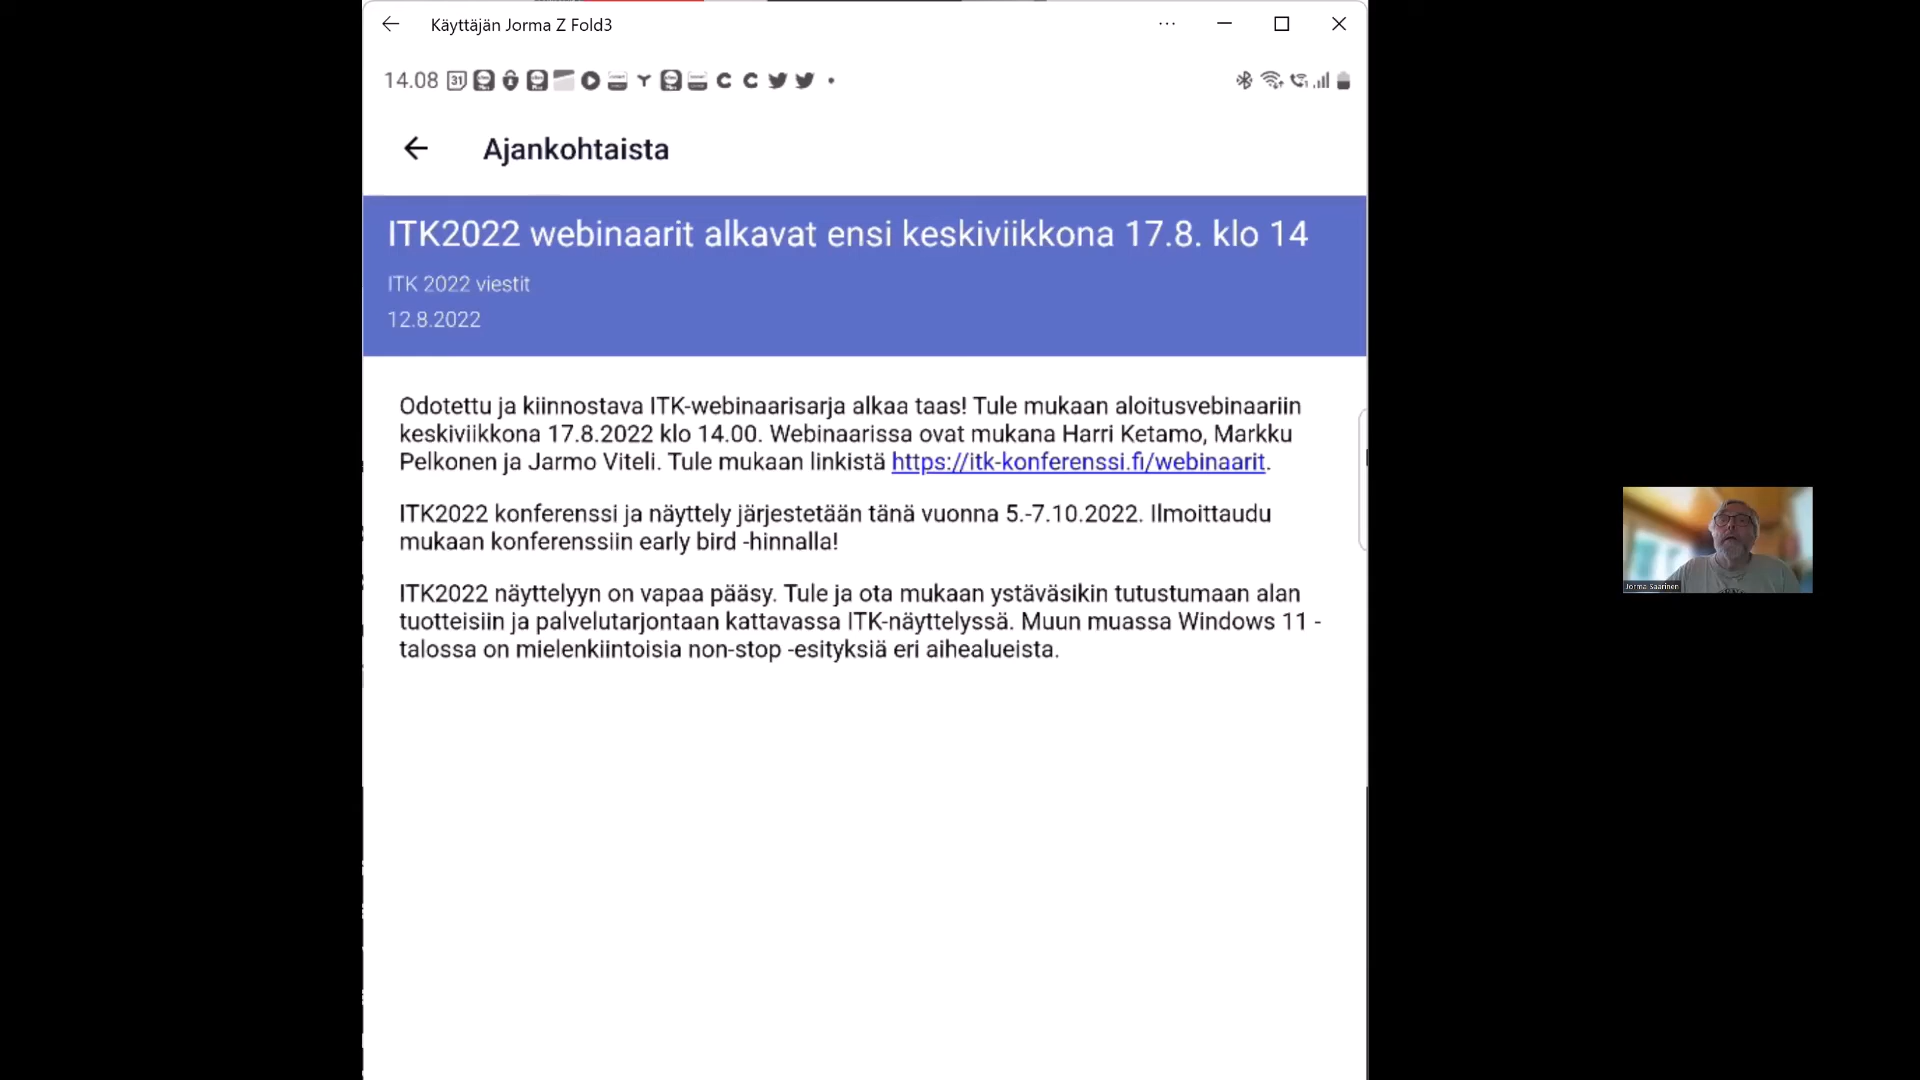 Käyttäjän Jorma Z Fold3
14.08
31
Ajankohtaista
ITK2022 webinaarit alkavat ensi keskiviikkona 17.8. klo 14
ITK 2022 viestit
12.8.2022
Odotettu ja kiinnostava ITK-webinaarisarja alkaa taas! Tule mukaan aloitusvebinaariin
keskiviikkona 17.8.2022 klo 14.00. Webinaarissa ovat mukana Harri Ketamo, Markku
Pelkonen ja Jarmo Viteli. Tule mukaan linkistä https://itk-konferenssi.fi/webinaarit.
ITK2022 konferenssi ja näyttely järjestetään tänä vuonna 5.-7.10.2022. Ilmoittaudu
mukaan konferenssiin early bird -hinnalla!
ITK2022 näyttelyyn on vapaa pääsy. Tule ja ota mukaan ystäväsikin tutustumaan alan
tuotteisiin ja palvelutarjontaan kattavassa ITK-näyttelyssä. Muun muassa Windows 11 -
talossa on mielenkiintoisia non-stop -esityksiä eri aihealueista.
Jorma Saarinen